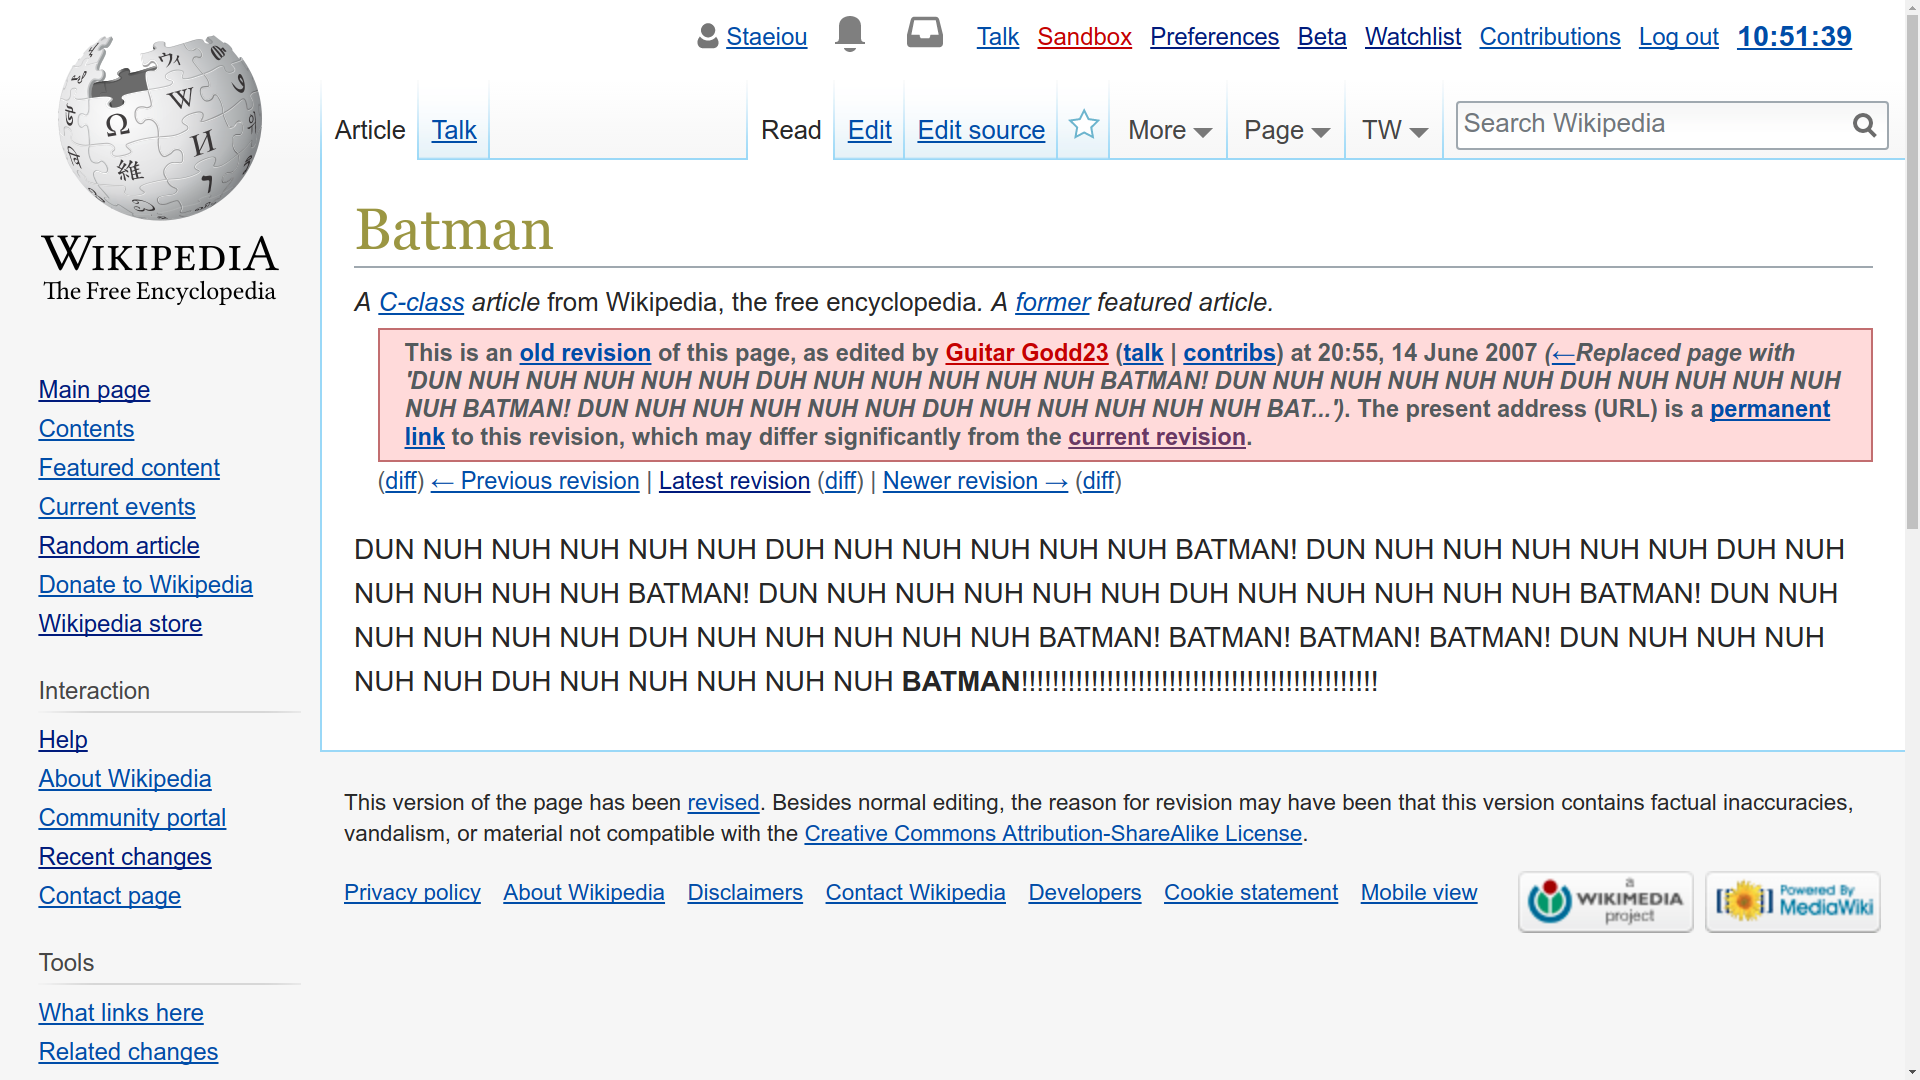 Staeiou Talk Sandbox Preferences Beta Watchlist Contributions Log out 10:51:39
Article Talk Read Edit Edit source More Page TW Search Wikipedia
Ω W И 維 ウィ 7
WIKIPEDIA
The Free Encyclopedia
Main page
Contents
Featured content
Current events
Random article
Donate to Wikipedia
Wikipedia store
Interaction
Help
About Wikipedia
Community portal
Recent changes
Contact page
Tools
What links here
Related changes
Batman
A C-class article from Wikipedia, the free encyclopedia. A former featured article.
This is an old revision of this page, as edited by Guitar Godd23 (talk | contribs) at 20:55, 14 June 2007 (←Replaced page with
'DUN NUH NUH NUH NUH NUH DUH NUH NUH NUH NUH NUH BATMAN! DUN NUH NUH NUH NUH NUH DUH NUH NUH NUH NUH
NUH BATMAN! DUN NUH NUH NUH NUH NUH DUH NUH NUH NUH NUH NUH BAT...'). The present address (URL) is a permanent
link to this revision, which may differ significantly from the current revision.
(diff) ← Previous revision | Latest revision (diff) | Newer revision → (diff)
DUN NUH NUH NUH NUH NUH DUH NUH NUH NUH NUH NUH BATMAN! DUN NUH NUH NUH NUH NUH DUH NUH
NUH NUH NUH NUH BATMAN! DUN NUH NUH NUH NUH NUH DUH NUH NUH NUH NUH NUH BATMAN! DUN NUH
NUH NUH NUH NUH DUH NUH NUH NUH NUH NUH BATMAN! BATMAN! BATMAN! BATMAN! DUN NUH NUH NUH
NUH NUH DUH NUH NUH NUH NUH NUH BATMAN!!!!!!!!!!!!!!!!!!!!!!!!!!!!!!!!!!!!!!!!!!!!!!
This version of the page has been revised. Besides normal editing, the reason for revision may have been that this version contains factual inaccuracies,
vandalism, or material not compatible with the Creative Commons Attribution-ShareAlike License.
Privacy policy About Wikipedia Disclaimers Contact Wikipedia Developers Cookie statement Mobile view
a
WIKIMEDIA
project
Powered By
MediaWiki